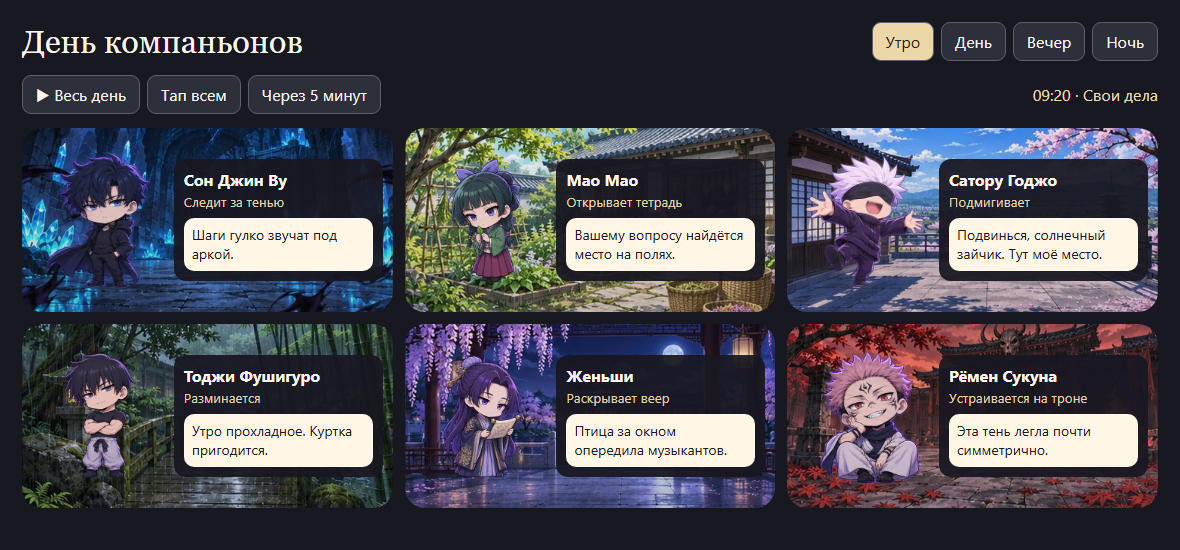 День компаньонов
Утро
День
Вечер
Ночь
▶ Весь день
Тап всем
Через 5 минут
09:20 · Свои дела
Сон Джин Ву
Следит за тенью
Шаги гулко звучат под
аркой.
Мао Мао
Открывает тетрадь
Вашему вопросу найдётся
место на полях.
Сатору Годжо
Подмигивает
Подвинься, солнечный
зайчик. Тут моё место.
Тоджи Фушигуро
Разминается
Утро прохладное. Куртка
пригодится.
Женьши
Раскрывает веер
Птица за окном
опередила музыкантов.
Рёмен Сукуна
Устраивается на троне
Эта тень легла почти
симметрично.